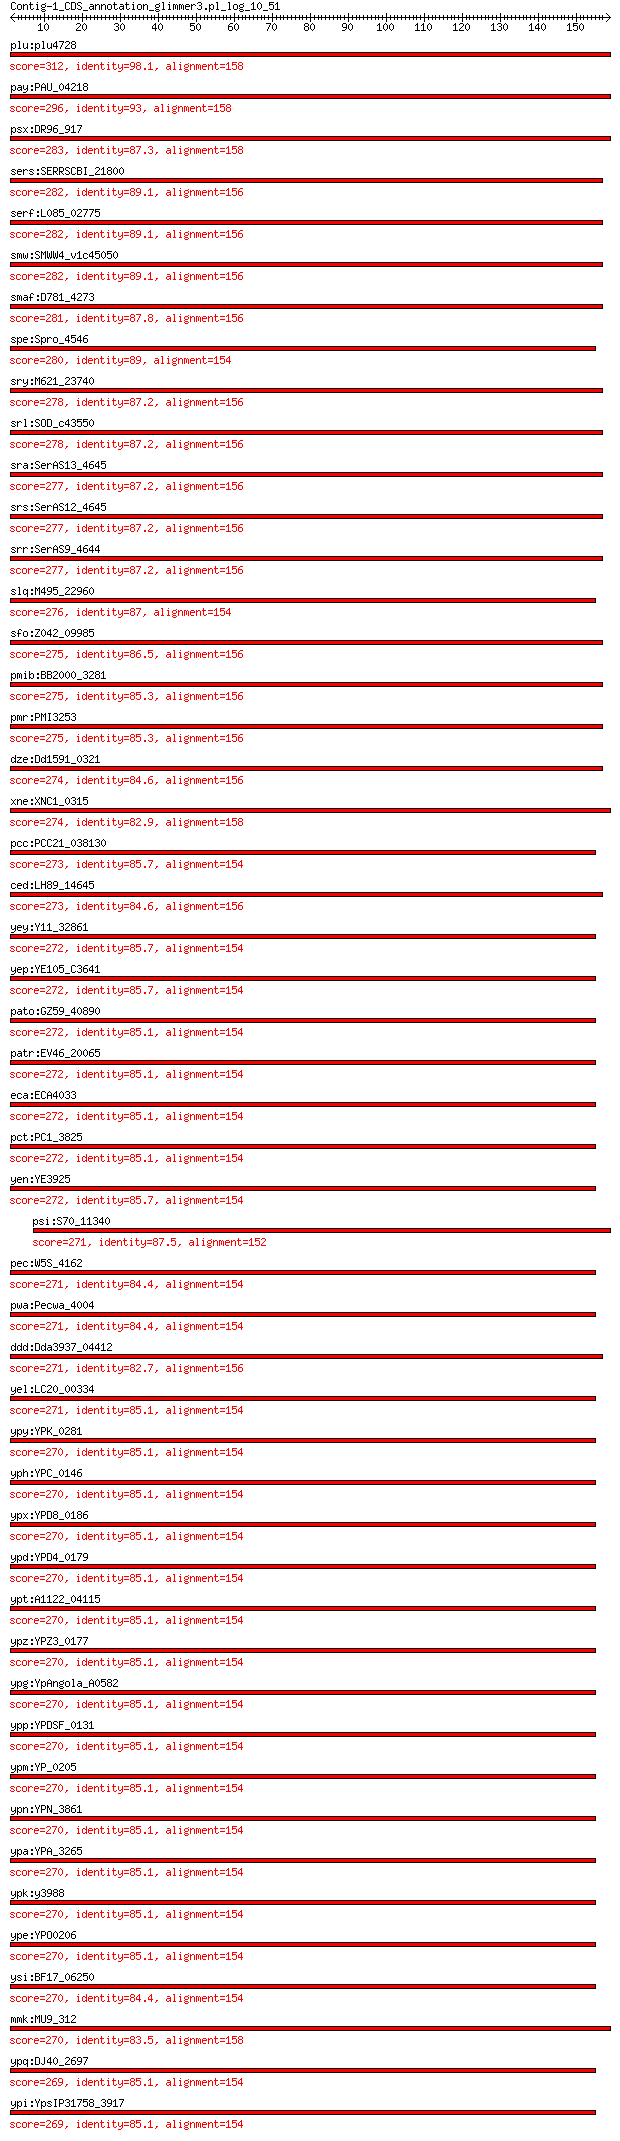 Contig-1_CDS_annotation_glimmer3.pl_log_10_51
10 20 30 40 50 60 70 80 90 100 110 120 130 140 150
plu:plu4728
score=312, identity=98.1, alignment=158
pay:PAU_04218
score=296, identity=93, alignment=158
psx:DR96_917
score=283, identity=87.3, alignment=158
sers:SERRSCBI_21800
score=282, identity=89.1, alignment=156
serf:L085_02775
score=282, identity=89.1, alignment=156
smw:SMWW4_v1c45050
score=282, identity=89.1, alignment=156
smaf:D781_4273
score=281, identity=87.8, alignment=156
spe:Spro_4546
score=280, identity=89, alignment=154
sry:M621_23740
score=278, identity=87.2, alignment=156
srl:SOD_c43550
score=278, identity=87.2, alignment=156
sra:SerAS13_4645
score=277, identity=87.2, alignment=156
srs:SerAS12_4645
score=277, identity=87.2, alignment=156
srr:SerAS9_4644
score=277, identity=87.2, alignment=156
slq:M495_22960
score=276, identity=87, alignment=154
sfo:Z042_09985
score=275, identity=86.5, alignment=156
pmib:BB2000_3281
score=275, identity=85.3, alignment=156
pmr:PMI3253
score=275, identity=85.3, alignment=156
dze:Dd1591_0321
score=274, identity=84.6, alignment=156
xne:XNC1_0315
score=274, identity=82.9, alignment=158
pcc:PCC21_038130
score=273, identity=85.7, alignment=154
ced:LH89_14645
score=273, identity=84.6, alignment=156
yey:Y11_32861
score=272, identity=85.7, alignment=154
yep:YE105_C3641
score=272, identity=85.7, alignment=154
pato:GZ59_40890
score=272, identity=85.1, alignment=154
patr:EV46_20065
score=272, identity=85.1, alignment=154
eca:ECA4033
score=272, identity=85.1, alignment=154
pct:PC1_3825
score=272, identity=85.1, alignment=154
yen:YE3925
score=272, identity=85.7, alignment=154
psi:S70_11340
score=271, identity=87.5, alignment=152
pec:W5S_4162
score=271, identity=84.4, alignment=154
pwa:Pecwa_4004
score=271, identity=84.4, alignment=154
ddd:Dda3937_04412
score=271, identity=82.7, alignment=156
yel:LC20_00334
score=271, identity=85.1, alignment=154
ypy:YPK_0281
score=270, identity=85.1, alignment=154
yph:YPC_0146
score=270, identity=85.1, alignment=154
ypx:YPD8_0186
score=270, identity=85.1, alignment=154
ypd:YPD4_0179
score=270, identity=85.1, alignment=154
ypt:A1122_04115
score=270, identity=85.1, alignment=154
ypz:YPZ3_0177
score=270, identity=85.1, alignment=154
ypg:YpAngola_A0582
score=270, identity=85.1, alignment=154
ypp:YPDSF_0131
score=270, identity=85.1, alignment=154
ypm:YP_0205
score=270, identity=85.1, alignment=154
ypn:YPN_3861
score=270, identity=85.1, alignment=154
ypa:YPA_3265
score=270, identity=85.1, alignment=154
ypk:y3988
score=270, identity=85.1, alignment=154
ype:YPO0206
score=270, identity=85.1, alignment=154
ysi:BF17_06250
score=270, identity=84.4, alignment=154
mmk:MU9_312
score=270, identity=83.5, alignment=158
ypq:DJ40_2697
score=269, identity=85.1, alignment=154
ypi:YpsIP31758_3917
score=269, identity=85.1, alignment=154